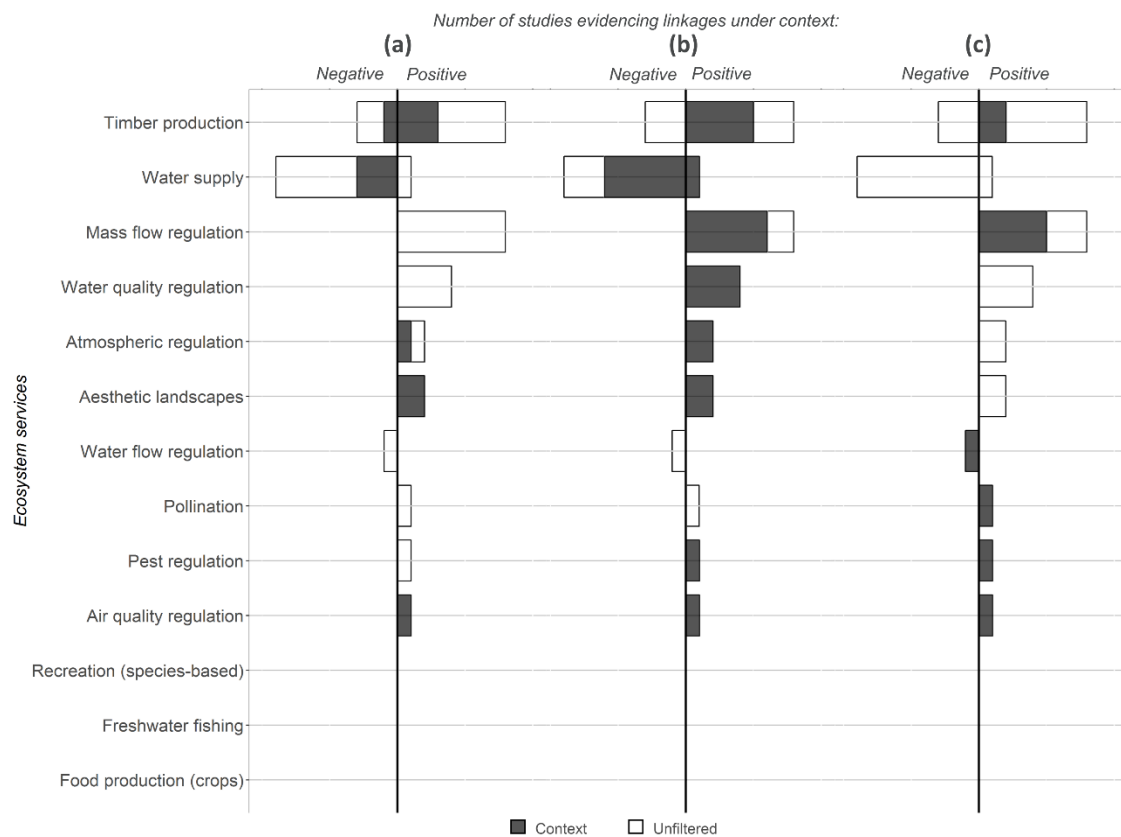 Number of studies evidencing linkages under context:
(a) (b) (c)
Negative Positive Negative Positive Negative Positive
Timber production
Water supply
Mass flow regulation
Water quality regulation
Atmospheric regulation
Aesthetic landscapes
Water flow regulation
Pollination
Pest regulation
Air quality regulation
Recreation (species-based)
Freshwater fishing
Food production (crops)
Ecosystem services
Context Unfiltered